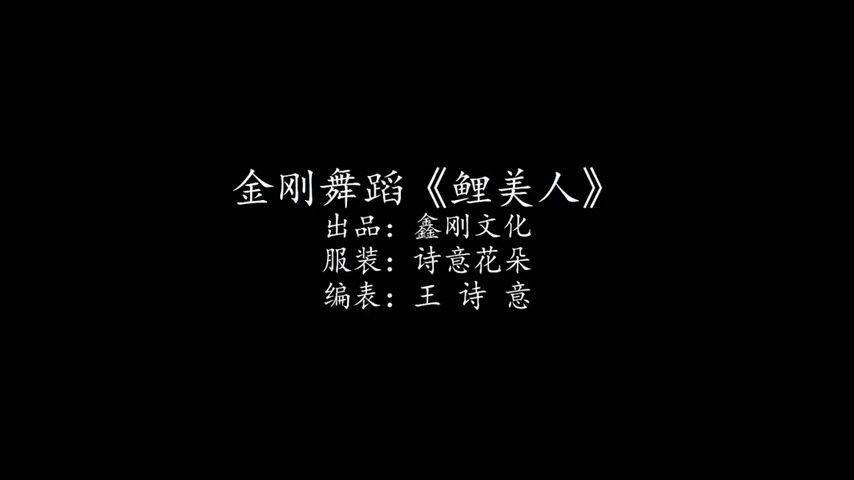 金刚舞蹈《鲤美人》
出品：鑫刚文化
服装：诗意花朵
编表：王 诗 意